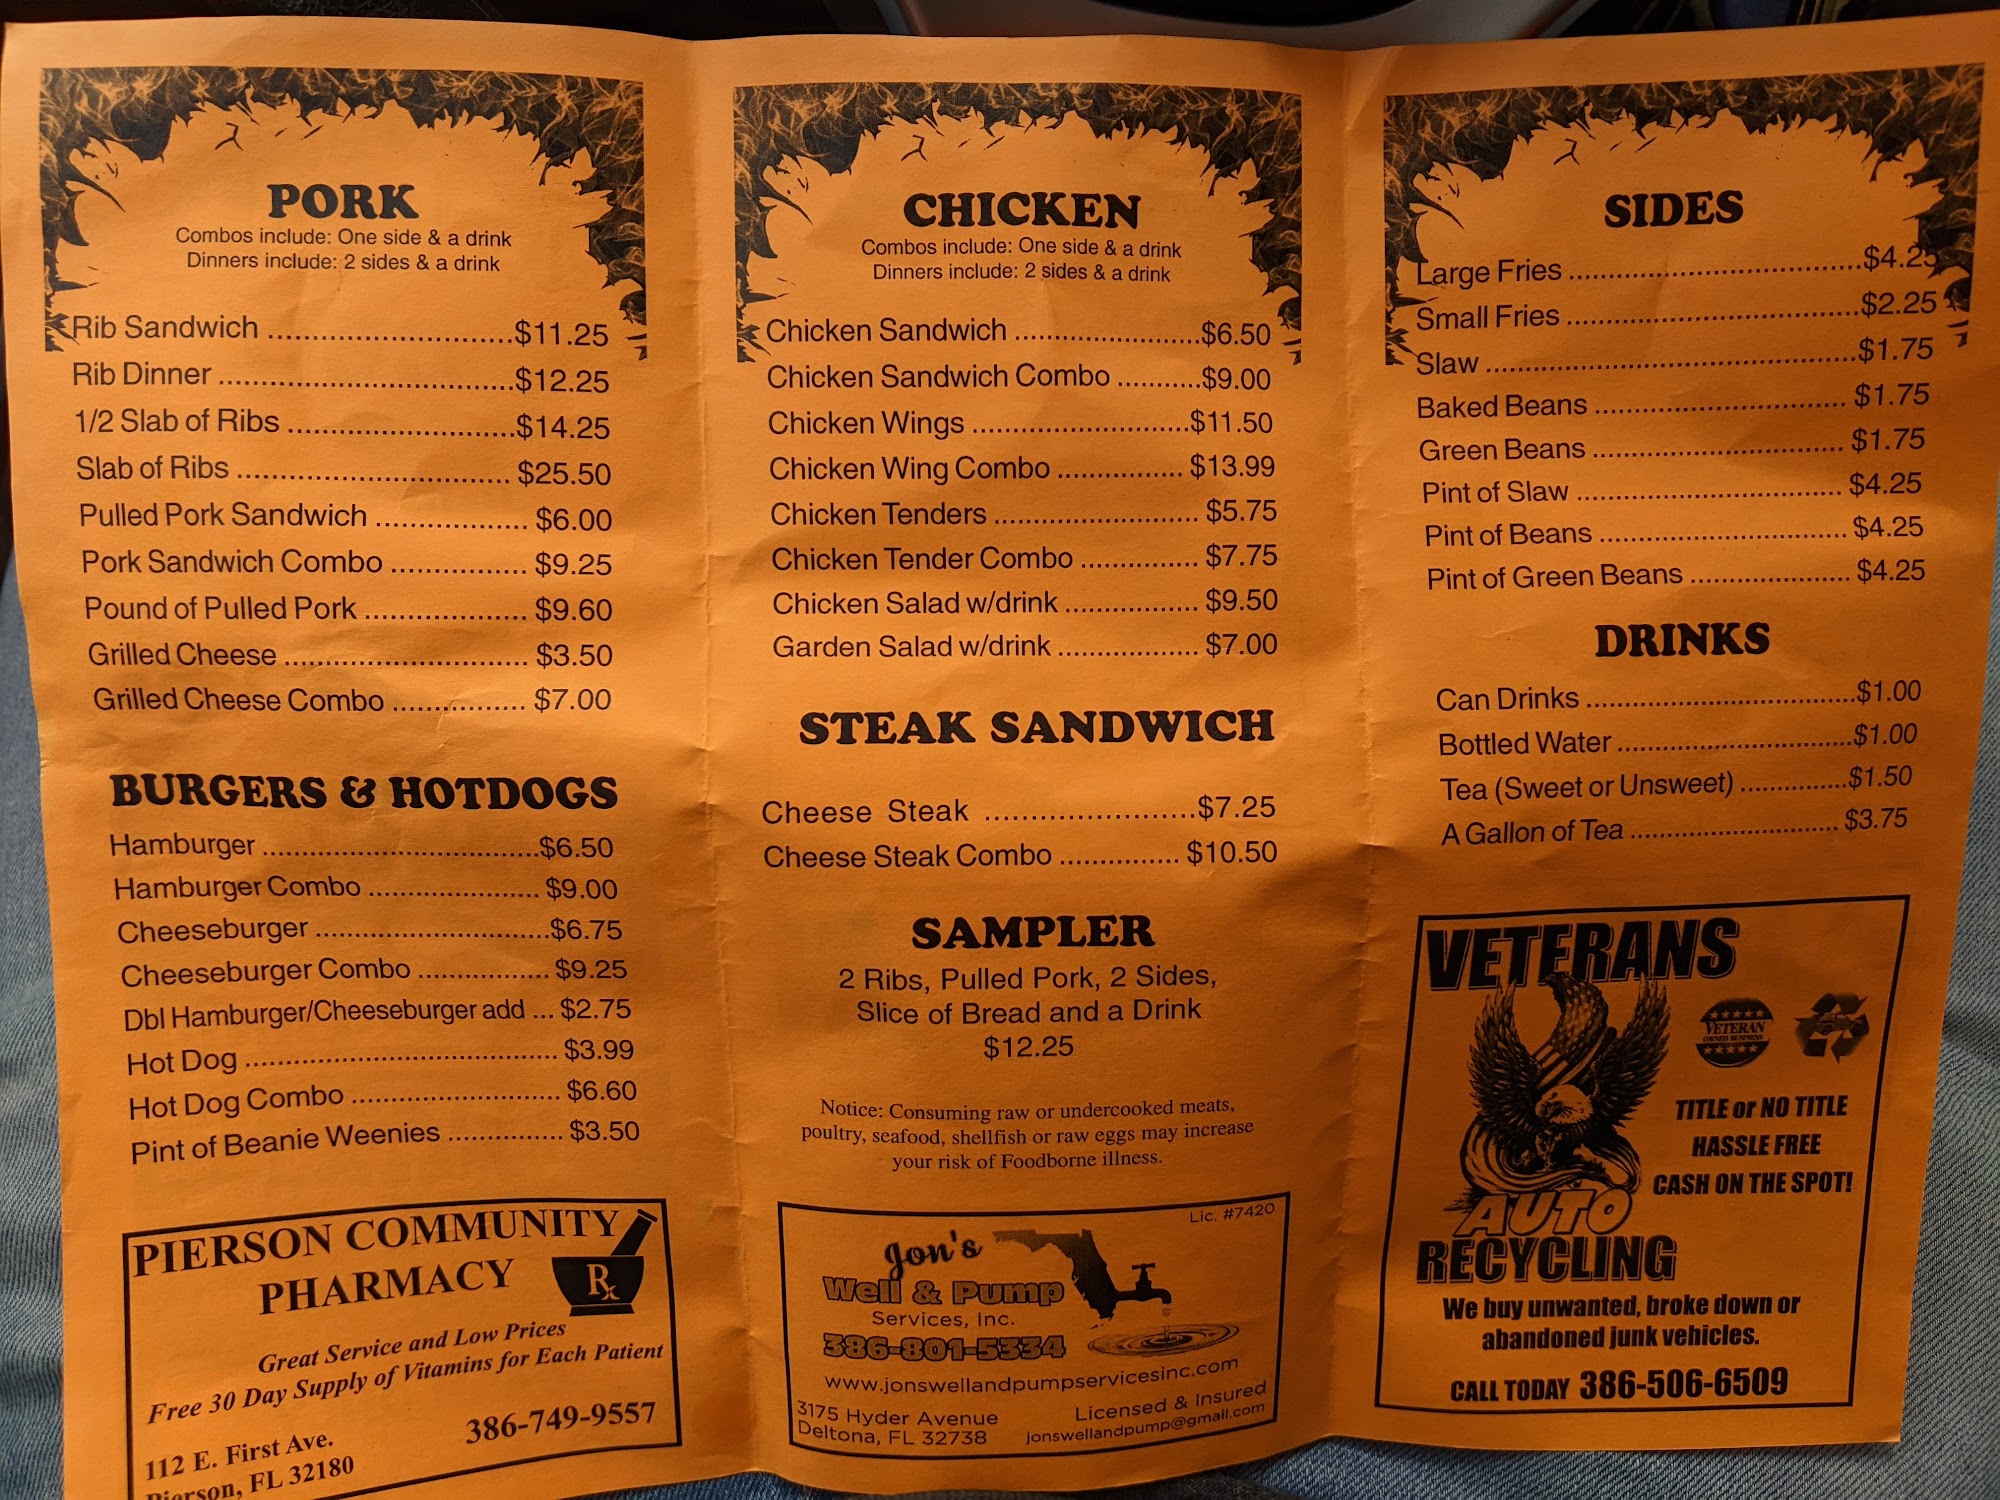 PORK
Combos include: One side & a drink
Dinners include: 2 sides & a drink
Rib Sandwich ............................ $11.25
Rib Dinner .................................. $12.25
1/2 Slab of Ribs .......................... $14.25
Slab of Ribs ................................ $25.50
Pulled Pork Sandwich .................. $6.00
Pork Sandwich Combo ................ $9.25
Pound of Pulled Pork ................... $9.60
Grilled Cheese ............................ $3.50
Grilled Cheese Combo ................ $7.00
BURGERS & HOTDOGS
Hamburger .................................. $6.50
Hamburger Combo ..................... $9.00
Cheeseburger ............................. $6.75
Cheeseburger Combo ................ $9.25
Dbl Hamburger/Cheeseburger add ... $2.75
Hot Dog ...................................... $3.99
Hot Dog Combo ......................... $6.60
Pint of Beanie Weenies ............... $3.50
PIERSON COMMUNITY
PHARMACY
Rx
Great Service and Low Prices
Free 30 Day Supply of Vitamins for Each Patient
386-749-9557
112 E. First Ave.
Pierson, FL 32180
CHICKEN
Combos include: One side & a drink
Dinners include: 2 sides & a drink
Chicken Sandwich ...................... $6.50
Chicken Sandwich Combo .......... $9.00
Chicken Wings .......................... $11.50
Chicken Wing Combo ............... $13.99
Chicken Tenders ......................... $5.75
Chicken Tender Combo .............. $7.75
Chicken Salad w/drink ................ $9.50
Garden Salad w/drink ................. $7.00
STEAK SANDWICH
Cheese Steak .......................... $7.25
Cheese Steak Combo ............... $10.50
SAMPLER
2 Ribs, Pulled Pork, 2 Sides,
Slice of Bread and a Drink
$12.25
Notice: Consuming raw or undercooked meats,
poultry, seafood, shellfish or raw eggs may increase
your risk of Foodborne illness.
Lic. #7420
Jon's
Well & Pump
Services, Inc.
386-801-5334
www.jonswellandpumpservicesinc.com
3175 Hyder Avenue
Deltona, FL 32738
Licensed & Insured
jonswellandpump@gmail.com
SIDES
Large Fries .................................. $4.25
Small Fries .................................. $2.25
Slaw ............................................ $1.75
Baked Beans .............................. $1.75
Green Beans .............................. $1.75
Pint of Slaw ................................ $4.25
Pint of Beans .............................. $4.25
Pint of Green Beans ................... $4.25
DRINKS
Can Drinks .................................. $1.00
Bottled Water .............................. $1.00
Tea (Sweet or Unsweet) .............. $1.50
A Gallon of Tea ........................... $3.75
VETERANS
VETERAN
OWNED BUSINESS
TITLE or NO TITLE
HASSLE FREE
CASH ON THE SPOT!
AUTO
RECYCLING
We buy unwanted, broke down or
abandoned junk vehicles.
CALL TODAY 386-506-6509